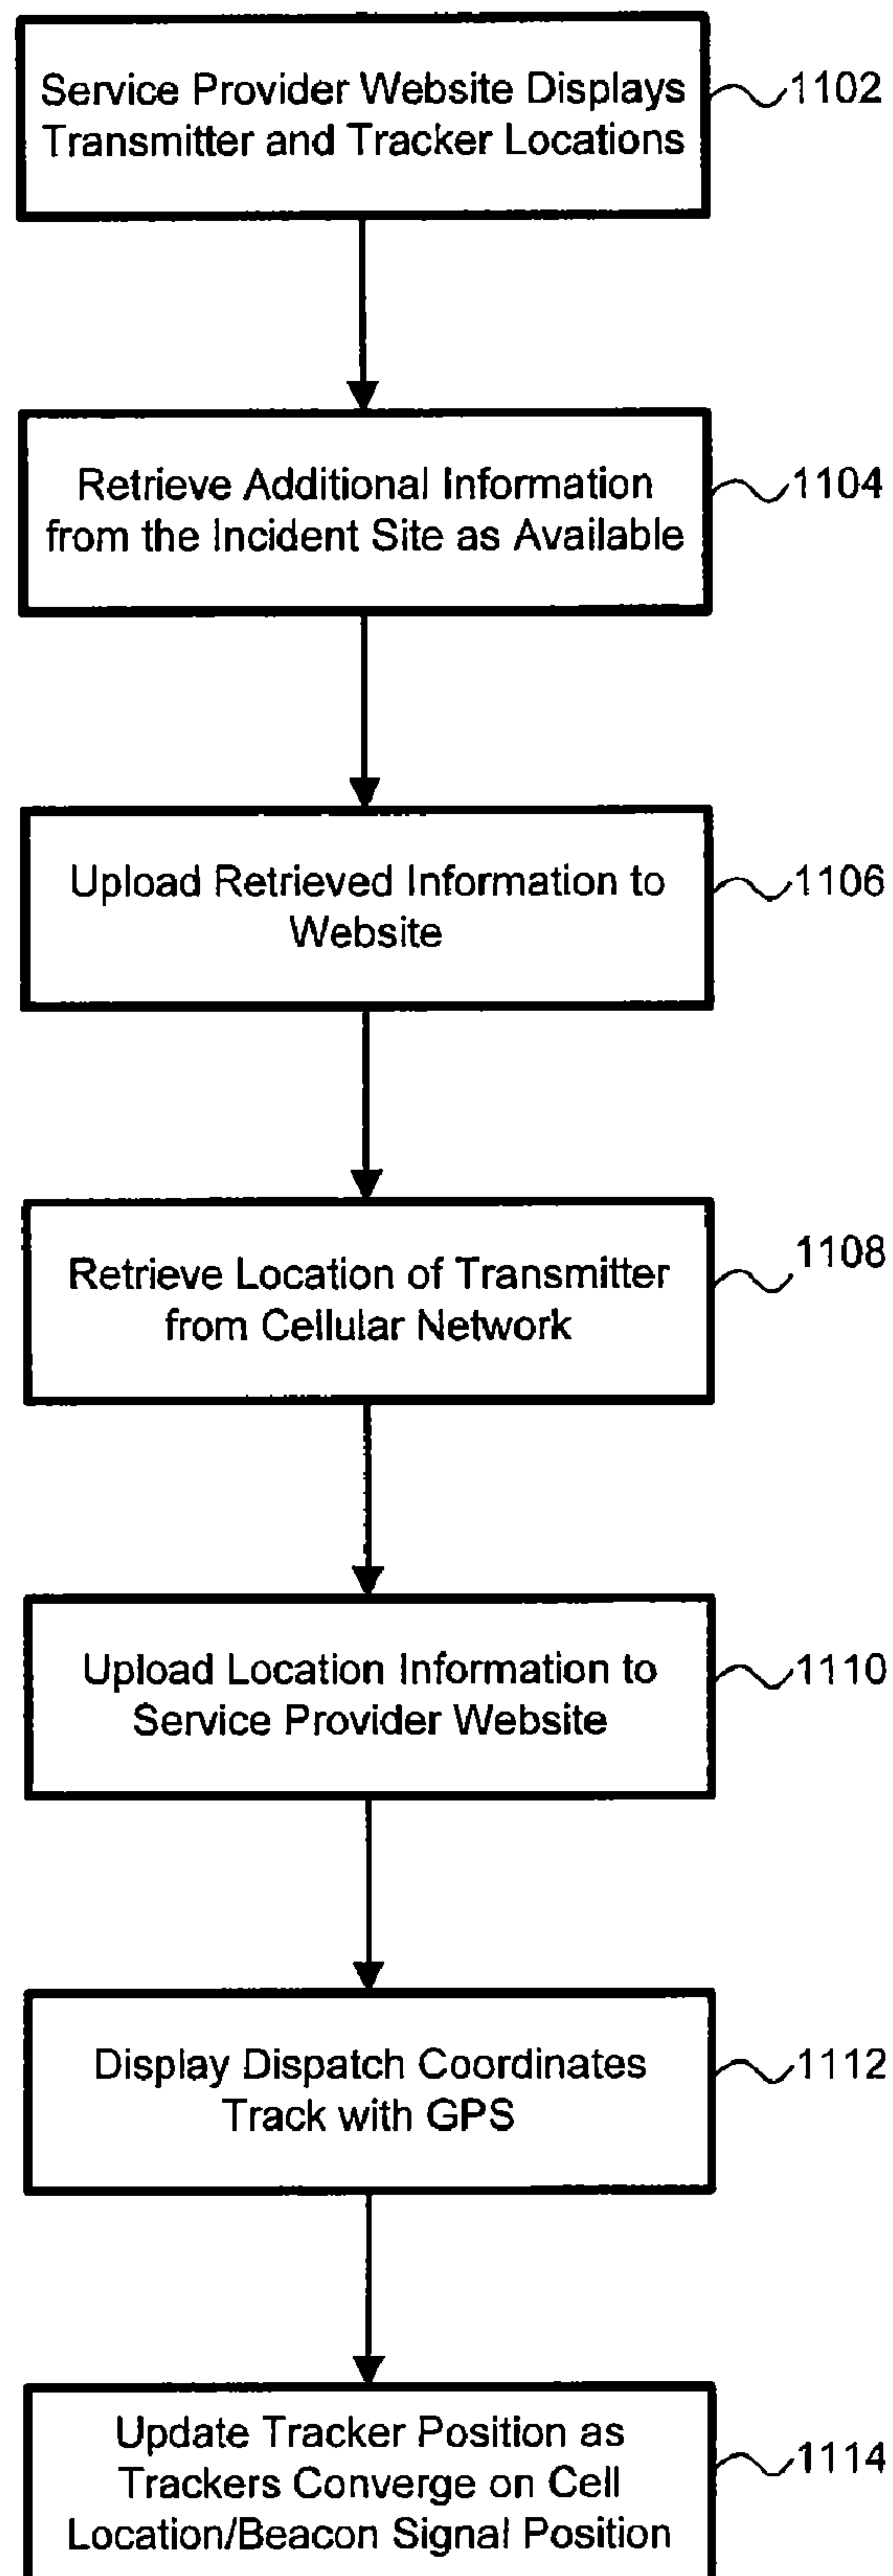 Service Provider Website Displays
Transmitter and Tracker Locations
1102
Retrieve Additional Information
from the Incident Site as Available
1104
Upload Retrieved Information to
Website
1106
Retrieve Location of Transmitter
from Cellular Network
1108
Upload Location Information to
Service Provider Website
1110
Display Dispatch Coordinates
Track with GPS
1112
Update Tracker Position as
Trackers Converge on Cell
Location/Beacon Signal Position
1114